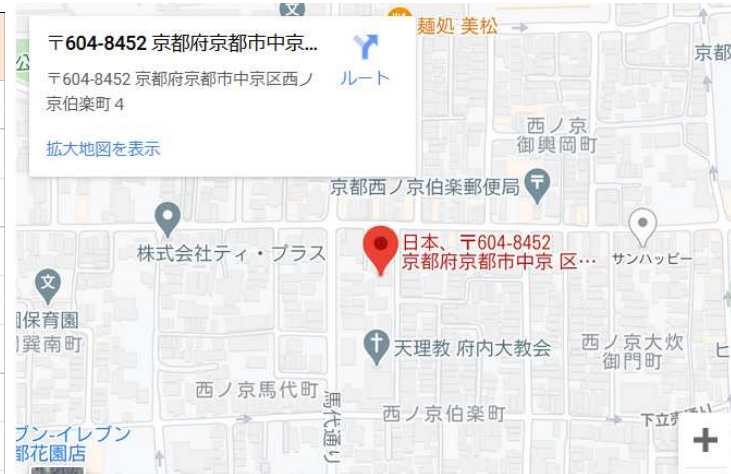 〒604-8452 京都府京都市中京...
〒604-8452 京都府京都市中京区西ノ
京伯楽町４
ルート
拡大地図を表示
公
文
麺処 美松
京都
西ノ京
御輿岡町
京都西ノ京伯楽郵便局
〒
株式会社ティ・プラス
日本、〒604-8452
京都府京都市中京 区…
サンハッピー
文
保育園
巽南町
天理教 府内大教会
西ノ京大炊
御門町
ヒ
西ノ京馬代町
馬代通り
西ノ京伯楽町
下立売
ブン-イレブン
都花園店
+